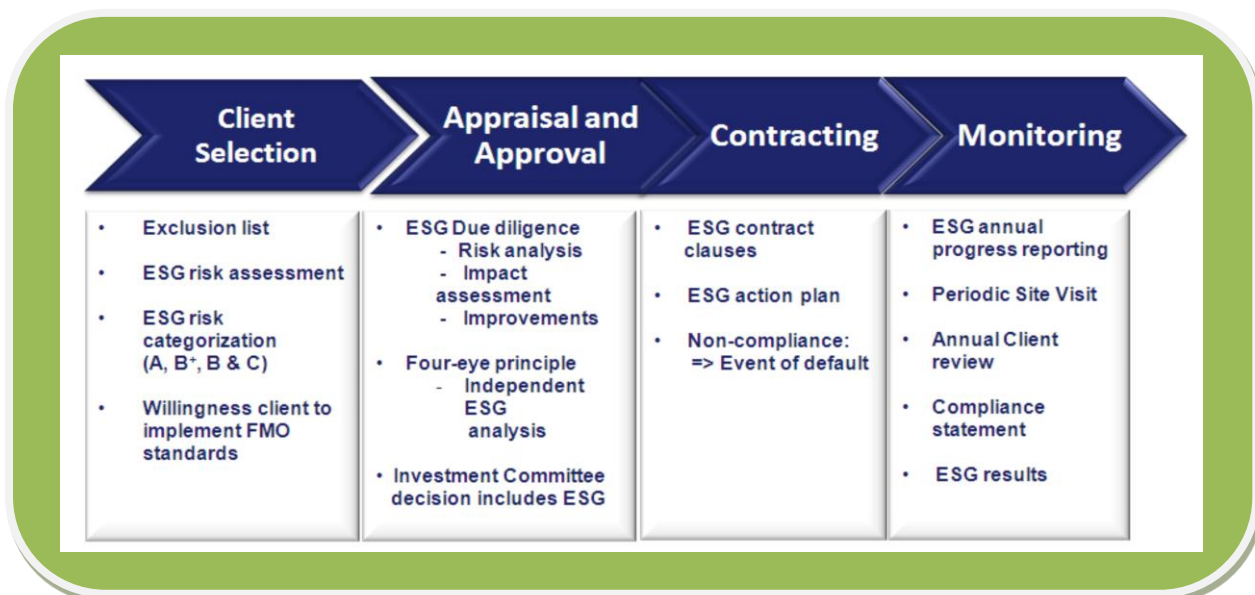 Client
Selection
Appraisal and
Approval
Contracting
Monitoring
• Exclusion list
• ESG risk assessment
• ESG risk
categorization
(A, B⁺, B & C)
• Willingness client to
implement FMO
standards
• ESG Due diligence
- Risk analysis
- Impact
assessment
- Improvements
• Four-eye principle
- Independent
ESG
analysis
• Investment Committee
decision includes ESG
• ESG contract
clauses
• ESG action plan
• Non-compliance:
=> Event of default
• ESG annual
progress reporting
• Periodic Site Visit
• Annual Client
review
• Compliance
statement
• ESG results